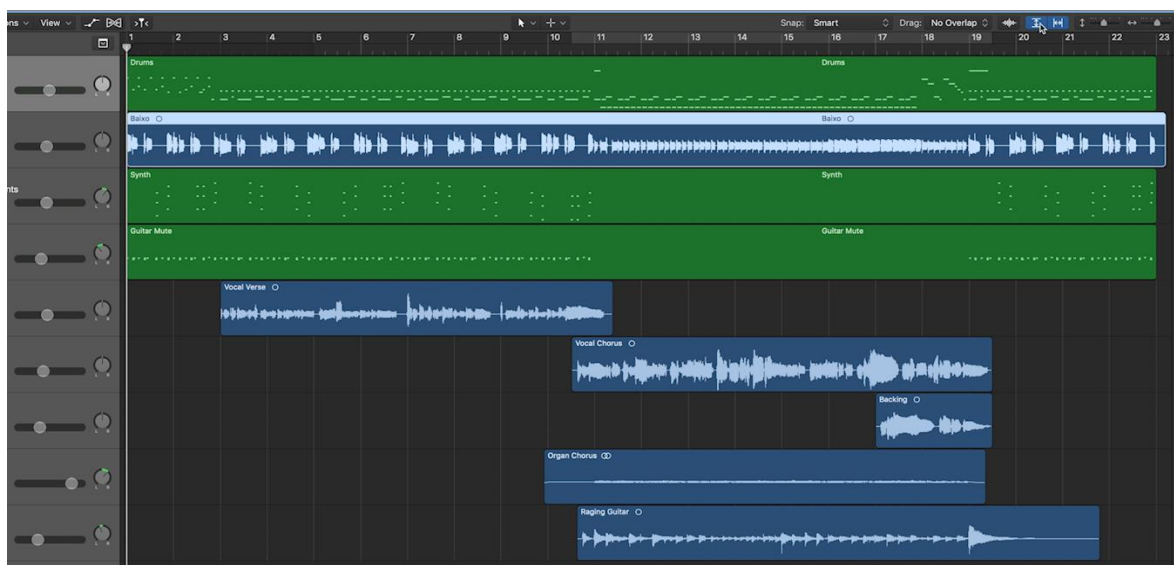 ons View Snap: Smart Drag: No Overlap
1 2 3 4 5 6 7 8 9 10 11 12 13 14 15 16 17 18 19 20 21 22 23
Drums Drums
Baixo Baixo
Synth Synth
nts
Guitar Mute Guitar Mute
Vocal Verse
Vocal Chorus
Backing
Organ Chorus
Raging Guitar